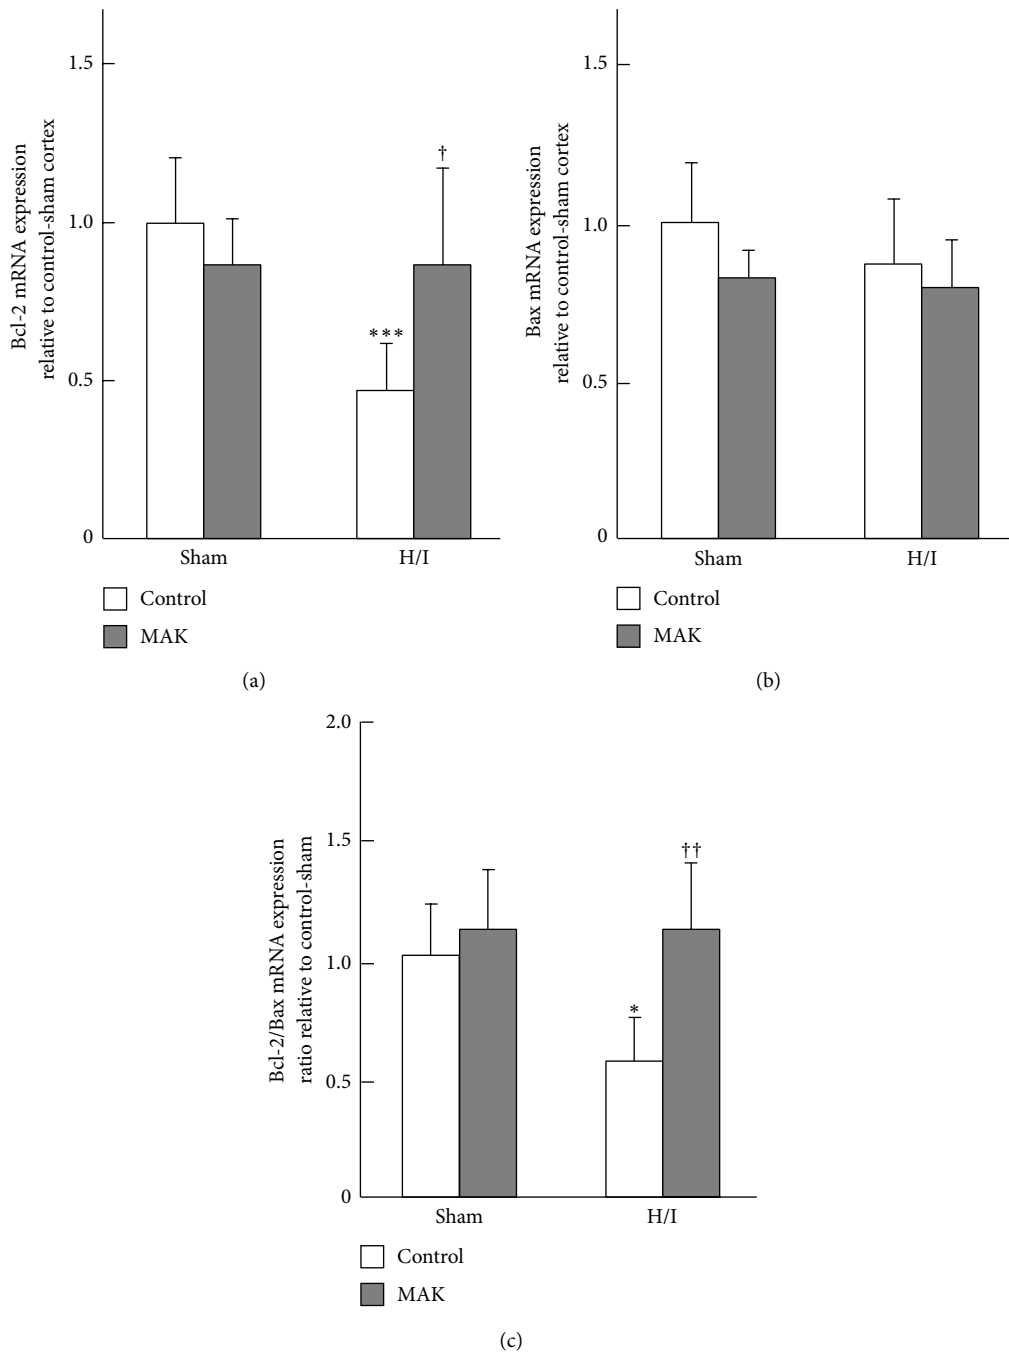 Bcl-2 mRNA expression
relative to control-sham cortex
1.5
1.0
0.5
0
†
***
Sham
H/I
Control
MAK
(a)
Bax mRNA expression
relative to control-sham cortex
1.5
1.0
0.5
0
Sham
H/I
Control
MAK
(b)
Bcl-2/Bax mRNA expression
ratio relative to control-sham
2.0
1.5
1.0
0.5
0
††
*
Sham
H/I
Control
MAK
(c)